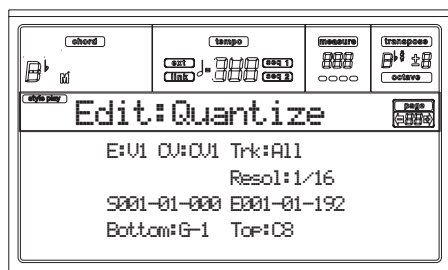 chord tempo measure transpose
ext seq 1
link seq 2
octave
style play
page
Edit:Quantize
E:V1 CV:CV1 Trk:All
Resol:1/16
S001-01-000 E001-01-192
Bottom:G-1 Top:C8